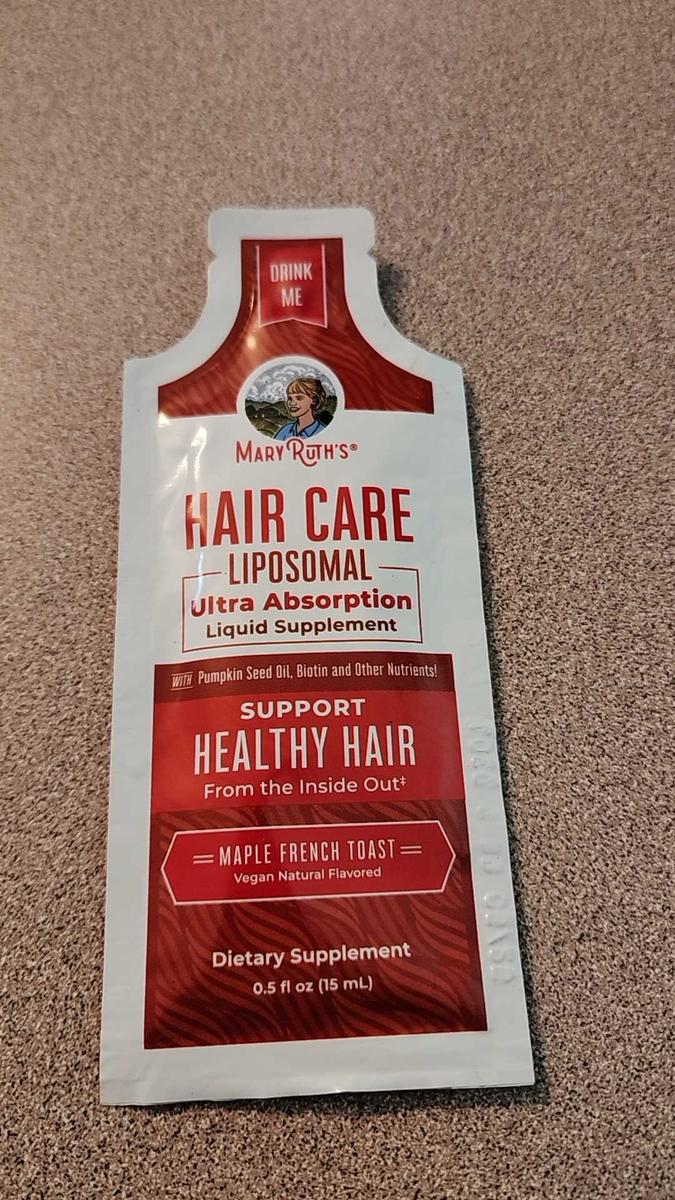 DRINK
ME
MARY RUTH'S®
HAIR CARE
LIPOSOMAL
Ultra Absorption
Liquid Supplement
WITH Pumpkin Seed Oil, Biotin and Other Nutrients!
SUPPORT
HEALTHY HAIR
From the Inside Out‡
MAPLE FRENCH TOAST
Vegan Natural Flavored
Dietary Supplement
0.5 fl oz (15 mL)